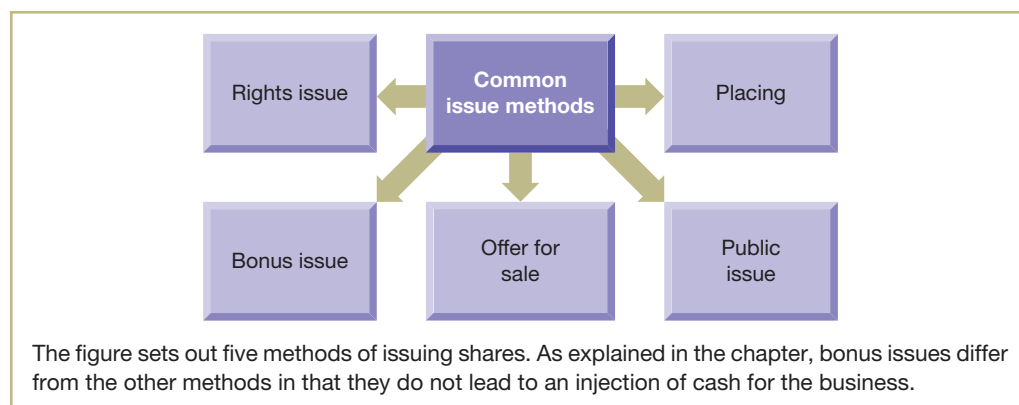 Rights issue
Common
issue methods
Placing
Bonus issue
Offer for
sale
Public
issue
The figure sets out five methods of issuing shares. As explained in the chapter, bonus issues differ
from the other methods in that they do not lead to an injection of cash for the business.